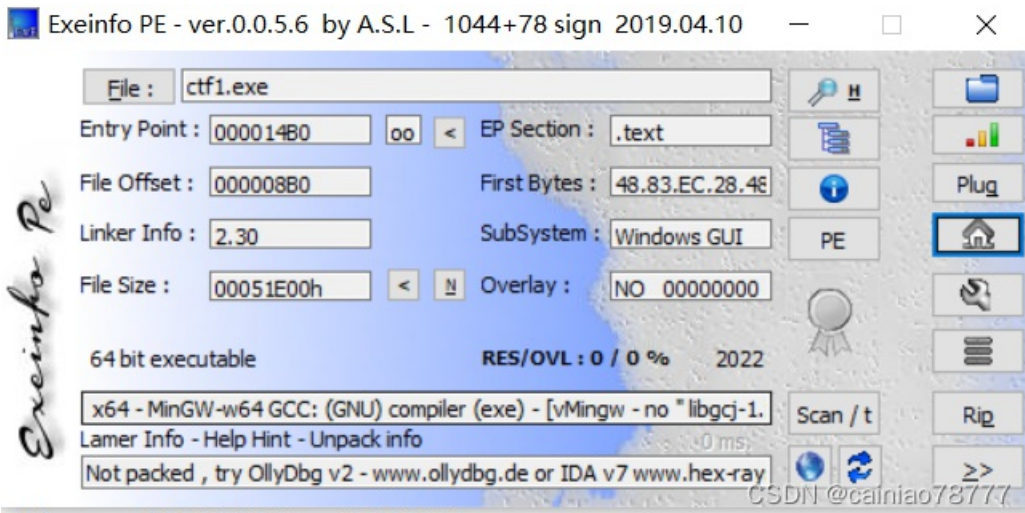 Exeinfo PE - ver.0.0.5.6 by A.S.L - 1044+78 sign 2019.04.10
Exeinfo Pe
File : ctf1.exe H
Entry Point : 000014B0 oo < EP Section : .text
File Offset : 000008B0 First Bytes : 48.83.EC.28.48 Plug
Linker Info : 2.30 SubSystem : Windows GUI PE
File Size : 00051E00h < N Overlay : NO 00000000
64 bit executable RES/OVL : 0 / 0 % 2022
x64 - MinGW-w64 GCC: (GNU) compiler (exe) - [vMingw - no " libgcj-1. Scan / t Rip
Lamer Info - Help Hint - Unpack info 0 ms.
Not packed , try OllyDbg v2 - www.ollydbg.de or IDA v7 www.hex-ray >>
CSDN @cainiao78777